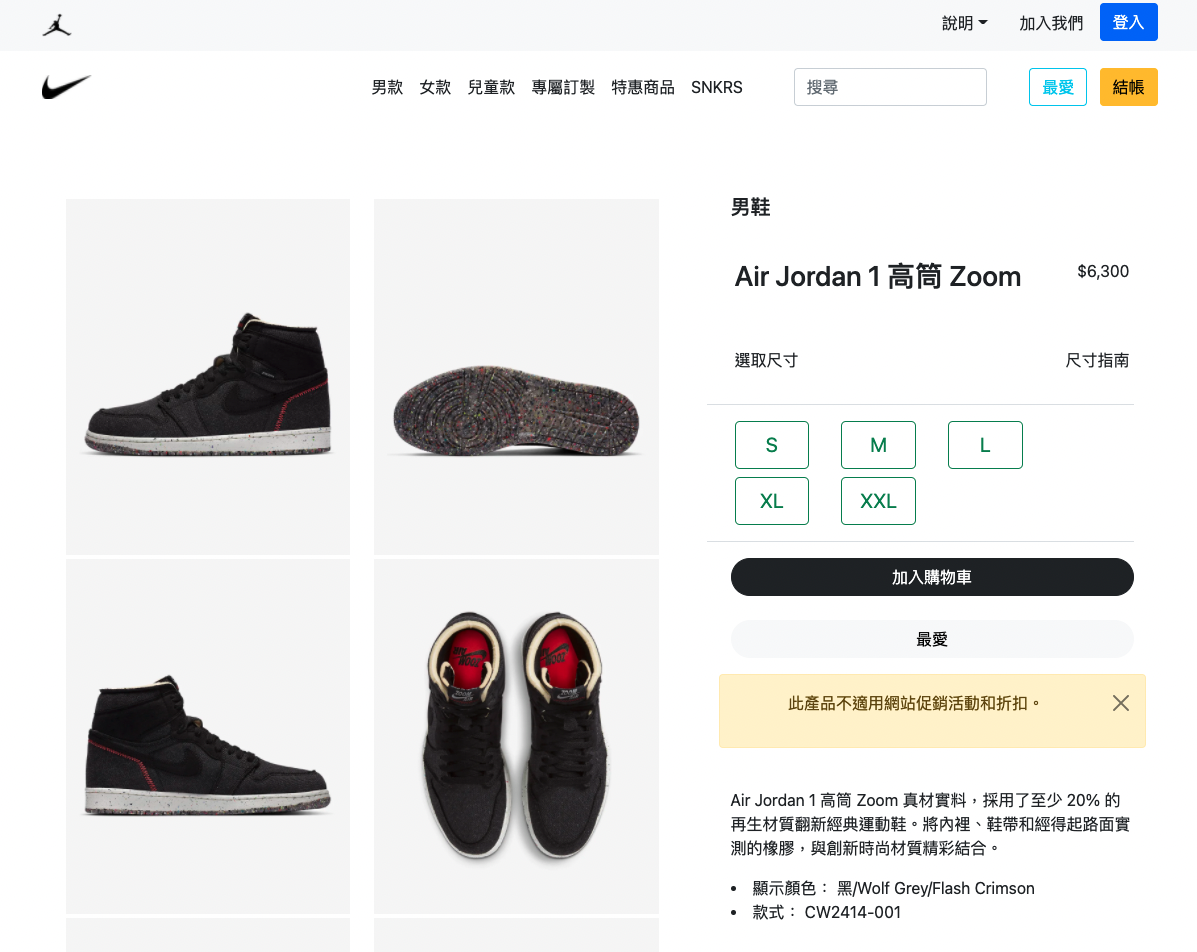 說明
加入我們
登入
男款 女款 兒童款 專屬訂製 特惠商品 SNKRS
搜尋
最愛
結帳
男鞋
Air Jordan 1 高筒 Zoom
$6,300
選取尺寸
尺寸指南
S
M
L
XL
XXL
加入購物車
最愛
此產品不適用網站促銷活動和折扣。
Air Jordan 1 高筒 Zoom 真材實料，採用了至少 20% 的
再生材質翻新經典運動鞋。將內裡、鞋帶和經得起路面實
測的橡膠，與創新時尚材質精彩結合。
• 顯示顏色： 黑/Wolf Grey/Flash Crimson
• 款式： CW2414-001